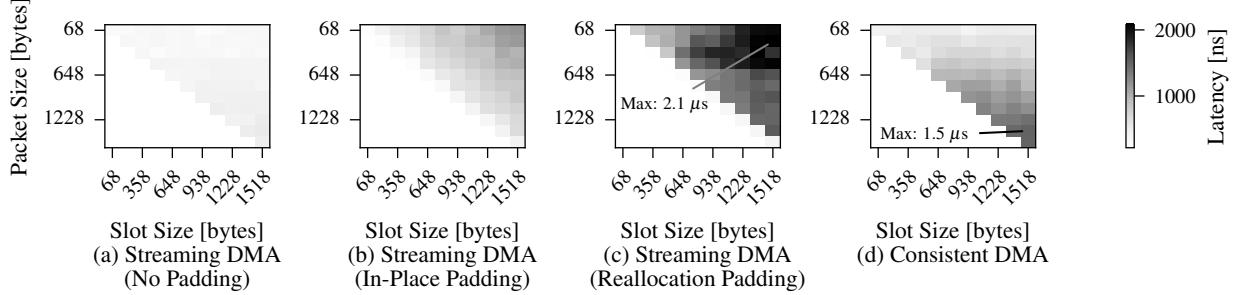 Packet Size [bytes]
68
648
1228
68
358
648
938
1228
1518
Slot Size [bytes]
(a) Streaming DMA
(No Padding)
68
648
1228
68
358
648
938
1228
1518
Slot Size [bytes]
(b) Streaming DMA
(In-Place Padding)
68
648
1228
Max: 2.1 μs
68
358
648
938
1228
1518
Slot Size [bytes]
(c) Streaming DMA
(Reallocation Padding)
68
648
1228
Max: 1.5 μs
68
358
648
938
1228
1518
Slot Size [bytes]
(d) Consistent DMA
2000
1000
Latency [ns]